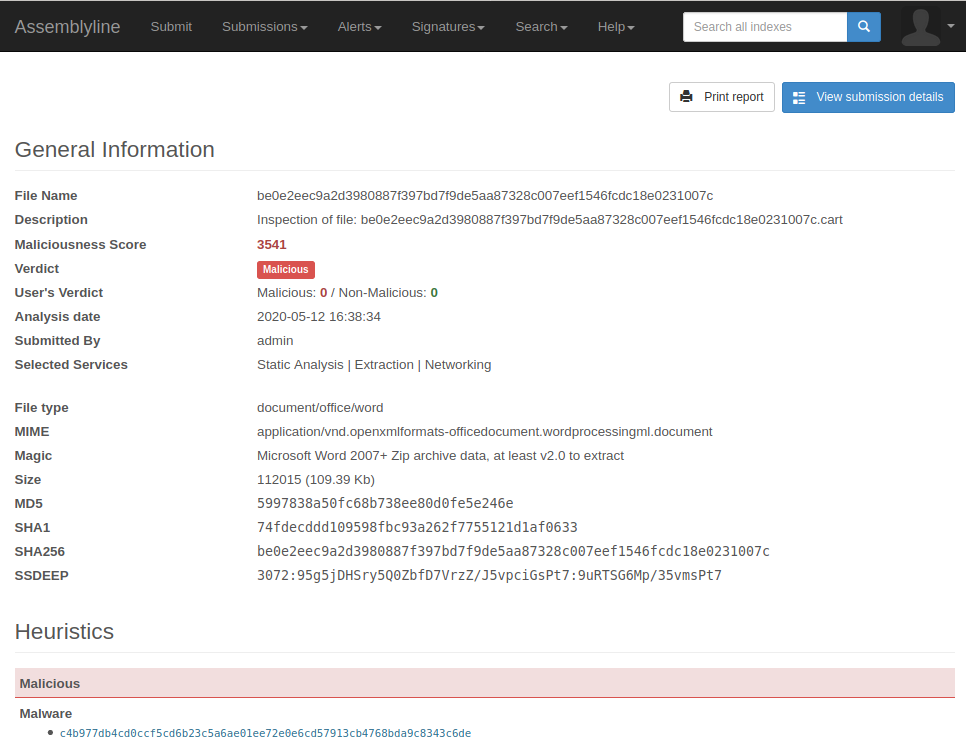 Assemblyline Submit Submissions Alerts Signatures Search Help Search all indexes
Print report View submission details
General Information
File Name be0e2eec9a2d3980887f397bd7f9de5aa87328c007eef1546fcdc18e0231007c
Description Inspection of file: be0e2eec9a2d3980887f397bd7f9de5aa87328c007eef1546fcdc18e0231007c.cart
Maliciousness Score 3541
Verdict Malicious
User's Verdict Malicious: 0 / Non-Malicious: 0
Analysis date 2020-05-12 16:38:34
Submitted By admin
Selected Services Static Analysis | Extraction | Networking
File type document/office/word
MIME application/vnd.openxmlformats-officedocument.wordprocessingml.document
Magic Microsoft Word 2007+ Zip archive data, at least v2.0 to extract
Size 112015 (109.39 Kb)
MD5 5997838a50fc68b738ee80d0fe5e246e
SHA1 74fdecddd109598fbc93a262f7755121d1af0633
SHA256 be0e2eec9a2d3980887f397bd7f9de5aa87328c007eef1546fcdc18e0231007c
SSDEEP 3072:95g5jDHSry5Q0ZbfD7VrzZ/J5vpciGsPt7:9uRTSG6Mp/35vmsPt7
Heuristics
Malicious
Malware
c4b977db4cd0ccf5cd6b23c5a6ae01ee72e0e6cd57913cb4768bda9c8343c6de